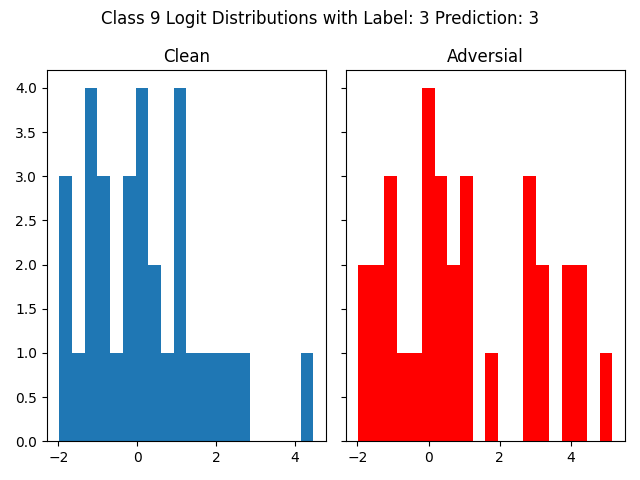 Class 9 Logit Distributions with Label: 3 Prediction: 3
Clean
Adversial
4.0
3.5
3.0
2.5
2.0
1.5
1.0
0.5
0.0
−2 0 2 4
−2 0 2 4